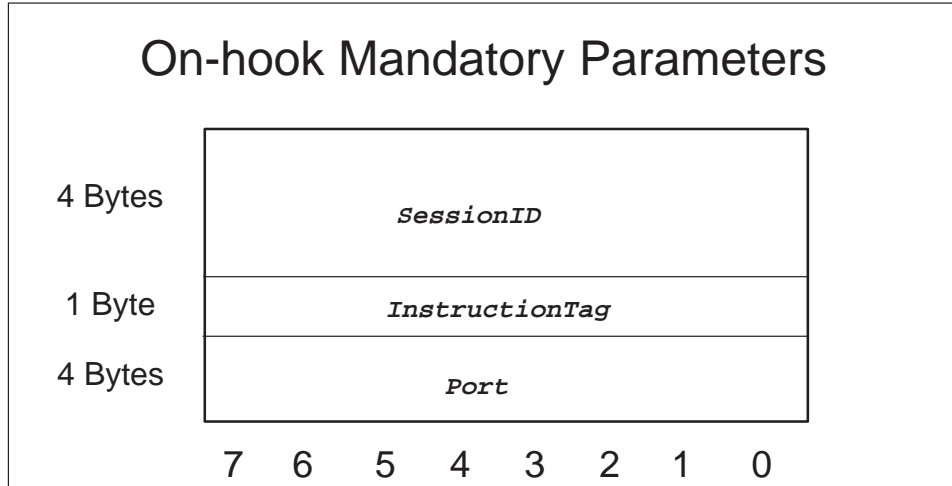 On-hook Mandatory Parameters
4 Bytes
SessionID
1 Byte
InstructionTag
4 Bytes
Port
7 6 5 4 3 2 1 0